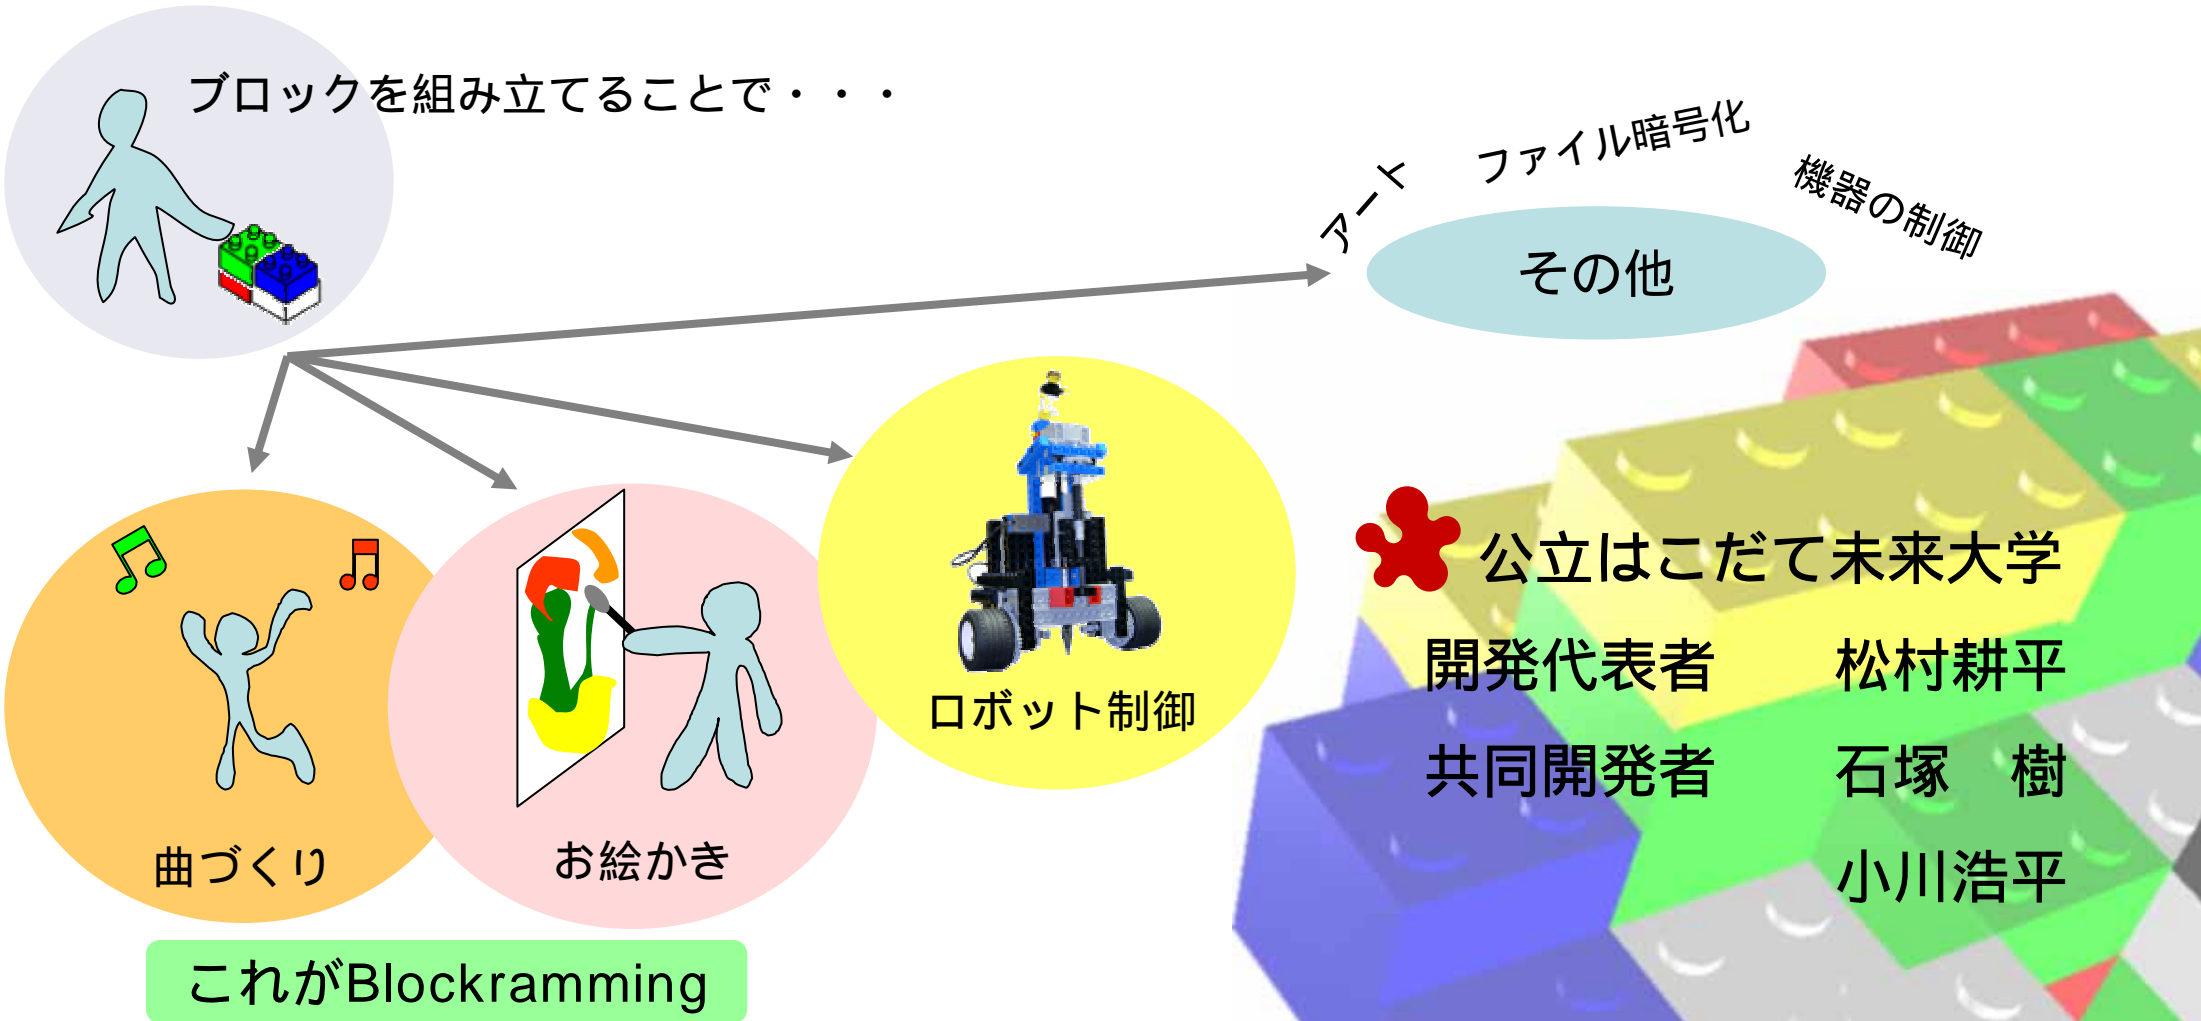 ブロックを組み立てることで・・・
アート
ファイル暗号化
機器の制御
その他
ロボット制御
曲づくり
お絵かき
これがBlockramming
公立はこだて未来大学
開発代表者　松村耕平
共同開発者　石塚　樹
小川浩平